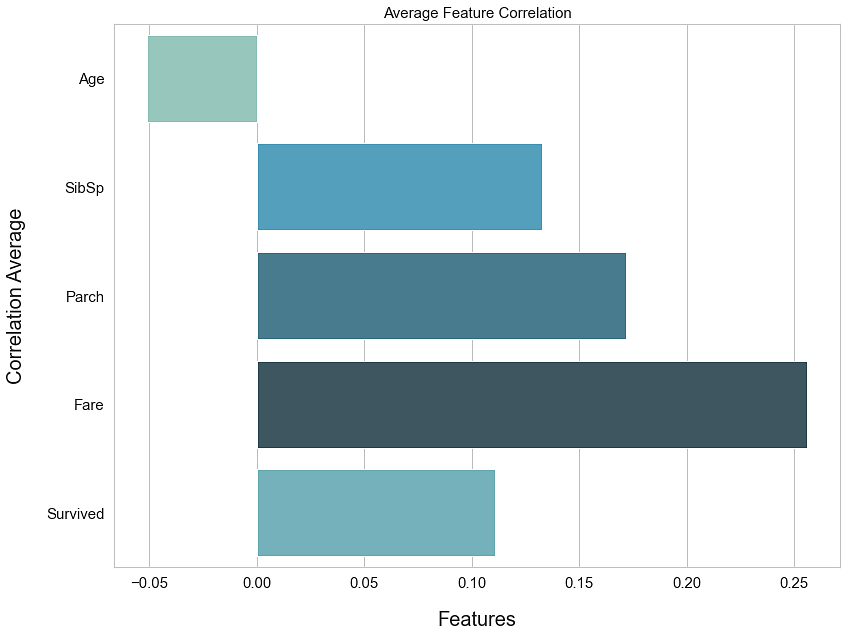 Average Feature Correlation
Age
SibSp
Parch
Fare
Survived
Correlation Average
−0.05 0.00 0.05 0.10 0.15 0.20 0.25
Features